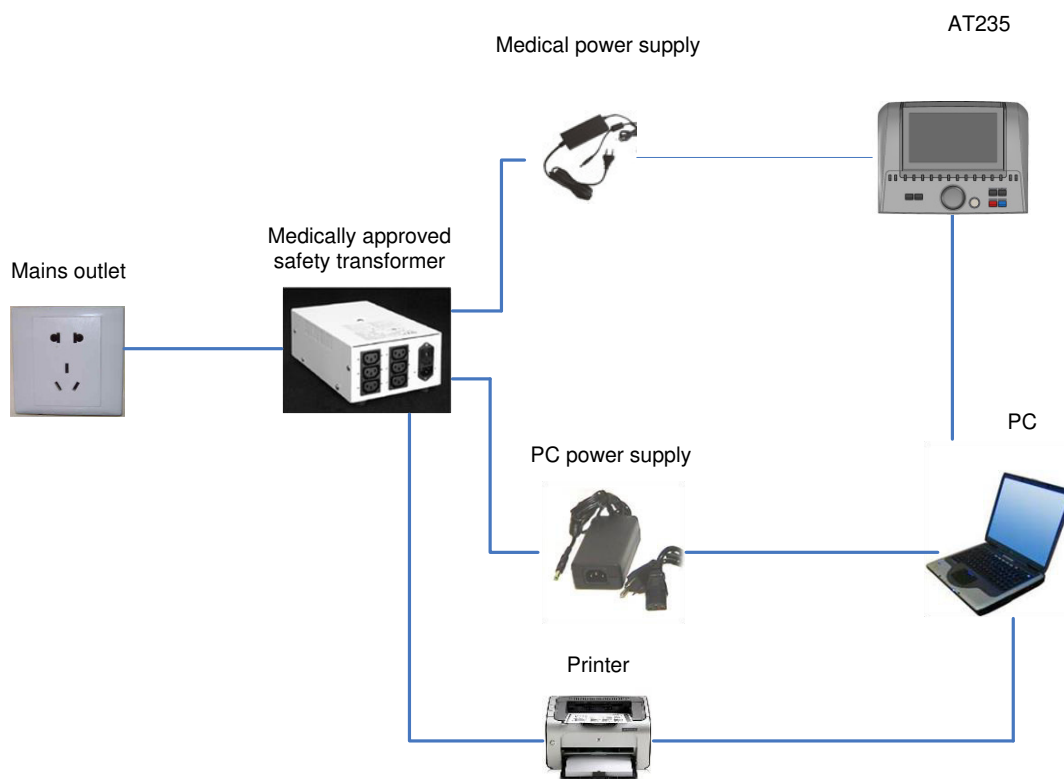 AT235
Medical power supply
Medically approved
safety transformer
Mains outlet
PC
PC power supply
Printer